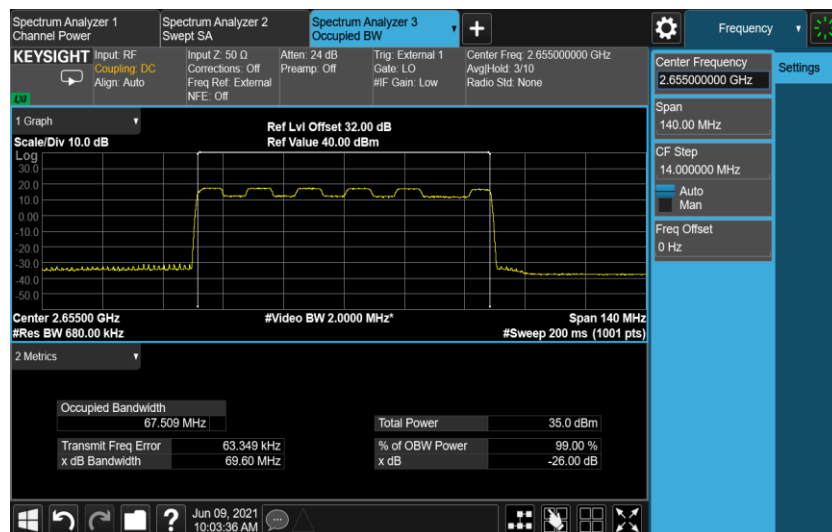 Spectrum Analyzer 1
Channel Power
Spectrum Analyzer 2
Swept SA
Spectrum Analyzer 3
Occupied BW
Frequency
KEYSIGHT
Input: RF
Coupling: DC
Align: Auto
Input Z: 50 Ω
Corrections: Off
Freq Ref: External
NFE: Off
Atten: 24 dB
Preamp: Off
Trig: External 1
Gate: LO
#IF Gain: Low
Center Freq: 2.655000000 GHz
Avg|Hold: 3/10
Radio Std: None
LXI
Center Frequency
2.655000000 GHz
Settings
Span
140.00 MHz
CF Step
14.000000 MHz
Auto
Man
Freq Offset
0 Hz
1 Graph
Scale/Div 10.0 dB
Ref Lvl Offset 32.00 dB
Ref Value 40.00 dBm
Log
30.0
20.0
10.0
0.00
-10.0
-20.0
-30.0
-40.0
-50.0
Center 2.65500 GHz
#Video BW 2.0000 MHz*
Span 140 MHz
#Res BW 680.00 kHz
#Sweep 200 ms (1001 pts)
2 Metrics
Occupied Bandwidth
67.509 MHz
Total Power 35.0 dBm
Transmit Freq Error 63.349 kHz
% of OBW Power 99.00 %
x dB Bandwidth 69.60 MHz
x dB -26.00 dB
?
Jun 09, 2021
10:03:36 AM